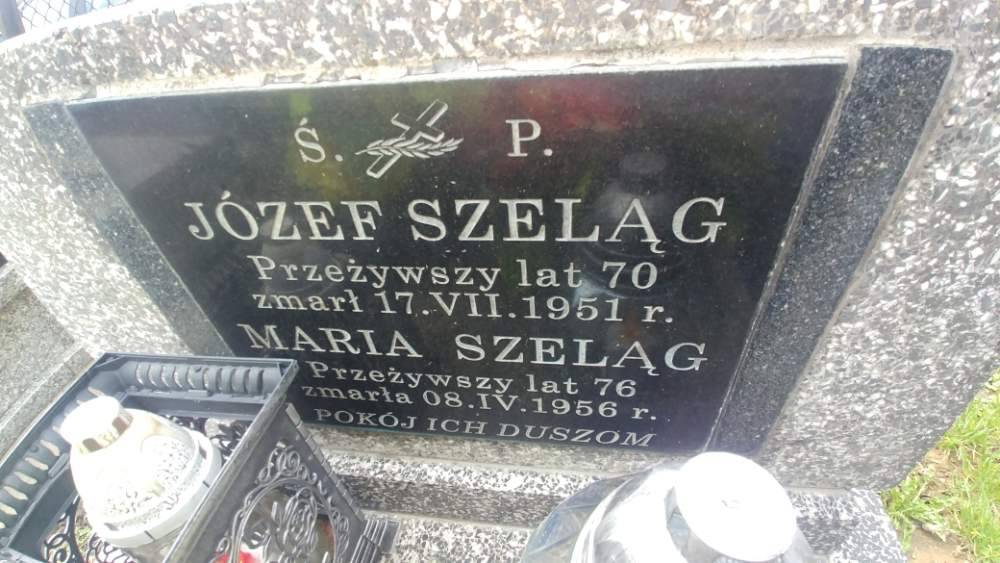 Ś. P.
JÓZEF SZELĄG
Przeżywszy lat 70
zmarł 17.VII.1951 r.
MARIA SZELĄG
Przeżywszy lat 76
zmarła 08.IV.1956 r.
POKÓJ ICH DUSZOM